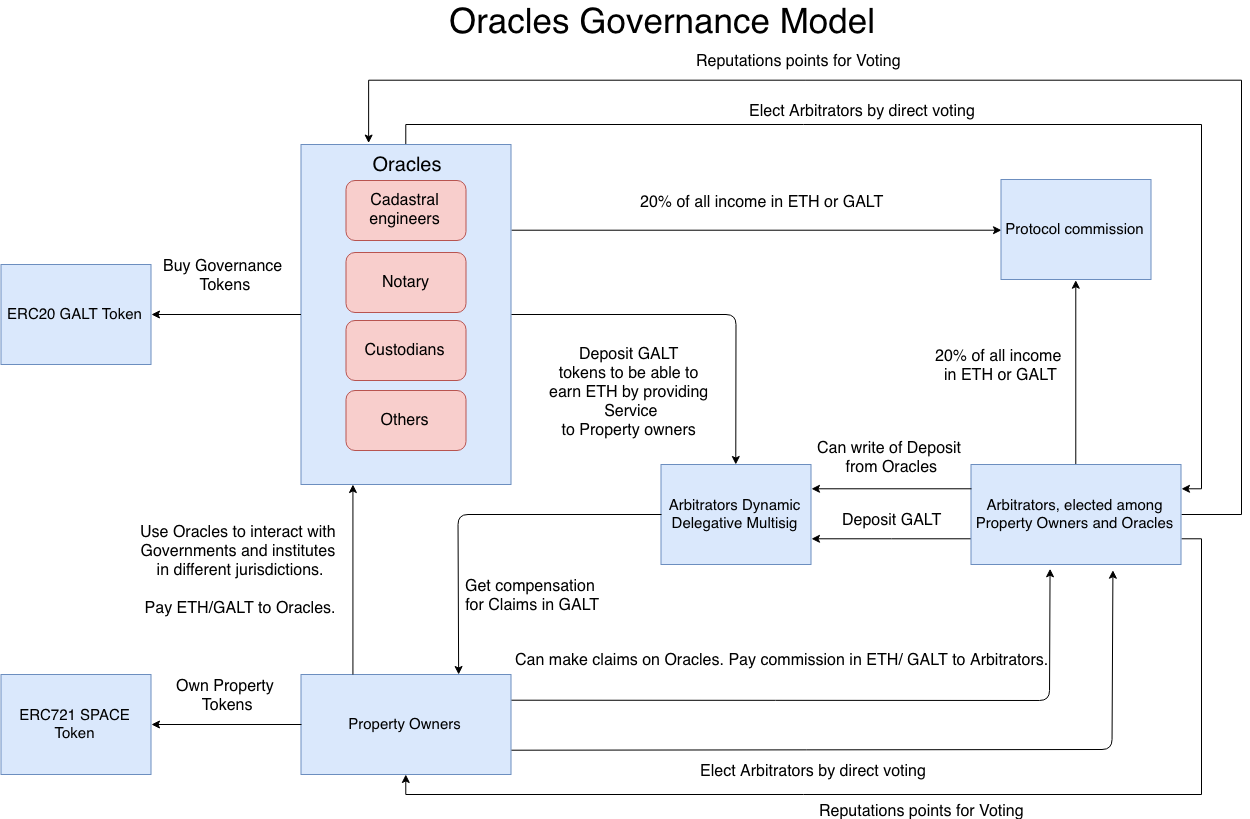 Oracles Governance Model
Reputations points for Voting
Elect Arbitrators by direct voting
Oracles
Cadastral
engineers
Notary
Custodians
Others
20% of all income in ETH or GALT
Protocol commission
Buy Governance
Tokens
ERC20 GALT Token
Deposit GALT
tokens to be able to
earn ETH by providing
Service
to Property owners
20% of all income
in ETH or GALT
Can write of Deposit
from Oracles
Arbitrators Dynamic
Delegative Multisig
Deposit GALT
Arbitrators, elected among
Property Owners and Oracles
Use Oracles to interact with
Governments and institutes
in different jurisdictions.
Pay ETH/GALT to Oracles.
Get compensation
for Claims in GALT
Can make claims on Oracles. Pay commission in ETH/ GALT to Arbitrators.
Own Property
Tokens
ERC721 SPACE
Token
Property Owners
Elect Arbitrators by direct voting
Reputations points for Voting